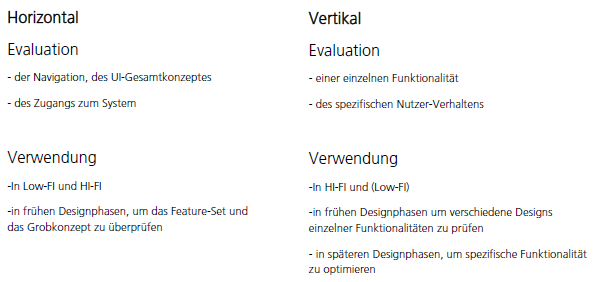 Horizontal
Evaluation
- der Navigation, des UI-Gesamtkonzeptes
- des Zugangs zum System
Verwendung
-In Low-FI und HI-FI
-in frühen Designphasen, um das Feature-Set und
das Grobkonzept zu überprüfen
Vertikal
Evaluation
- einer einzelnen Funktionalität
- des spezifischen Nutzer-Verhaltens
Verwendung
-In HI-FI und (Low-FI)
-in frühen Designphasen um verschiedene Designs
einzelner Funktionalitäten zu prüfen
- in späteren Designphasen, um spezifische Funktionalität
zu optimieren